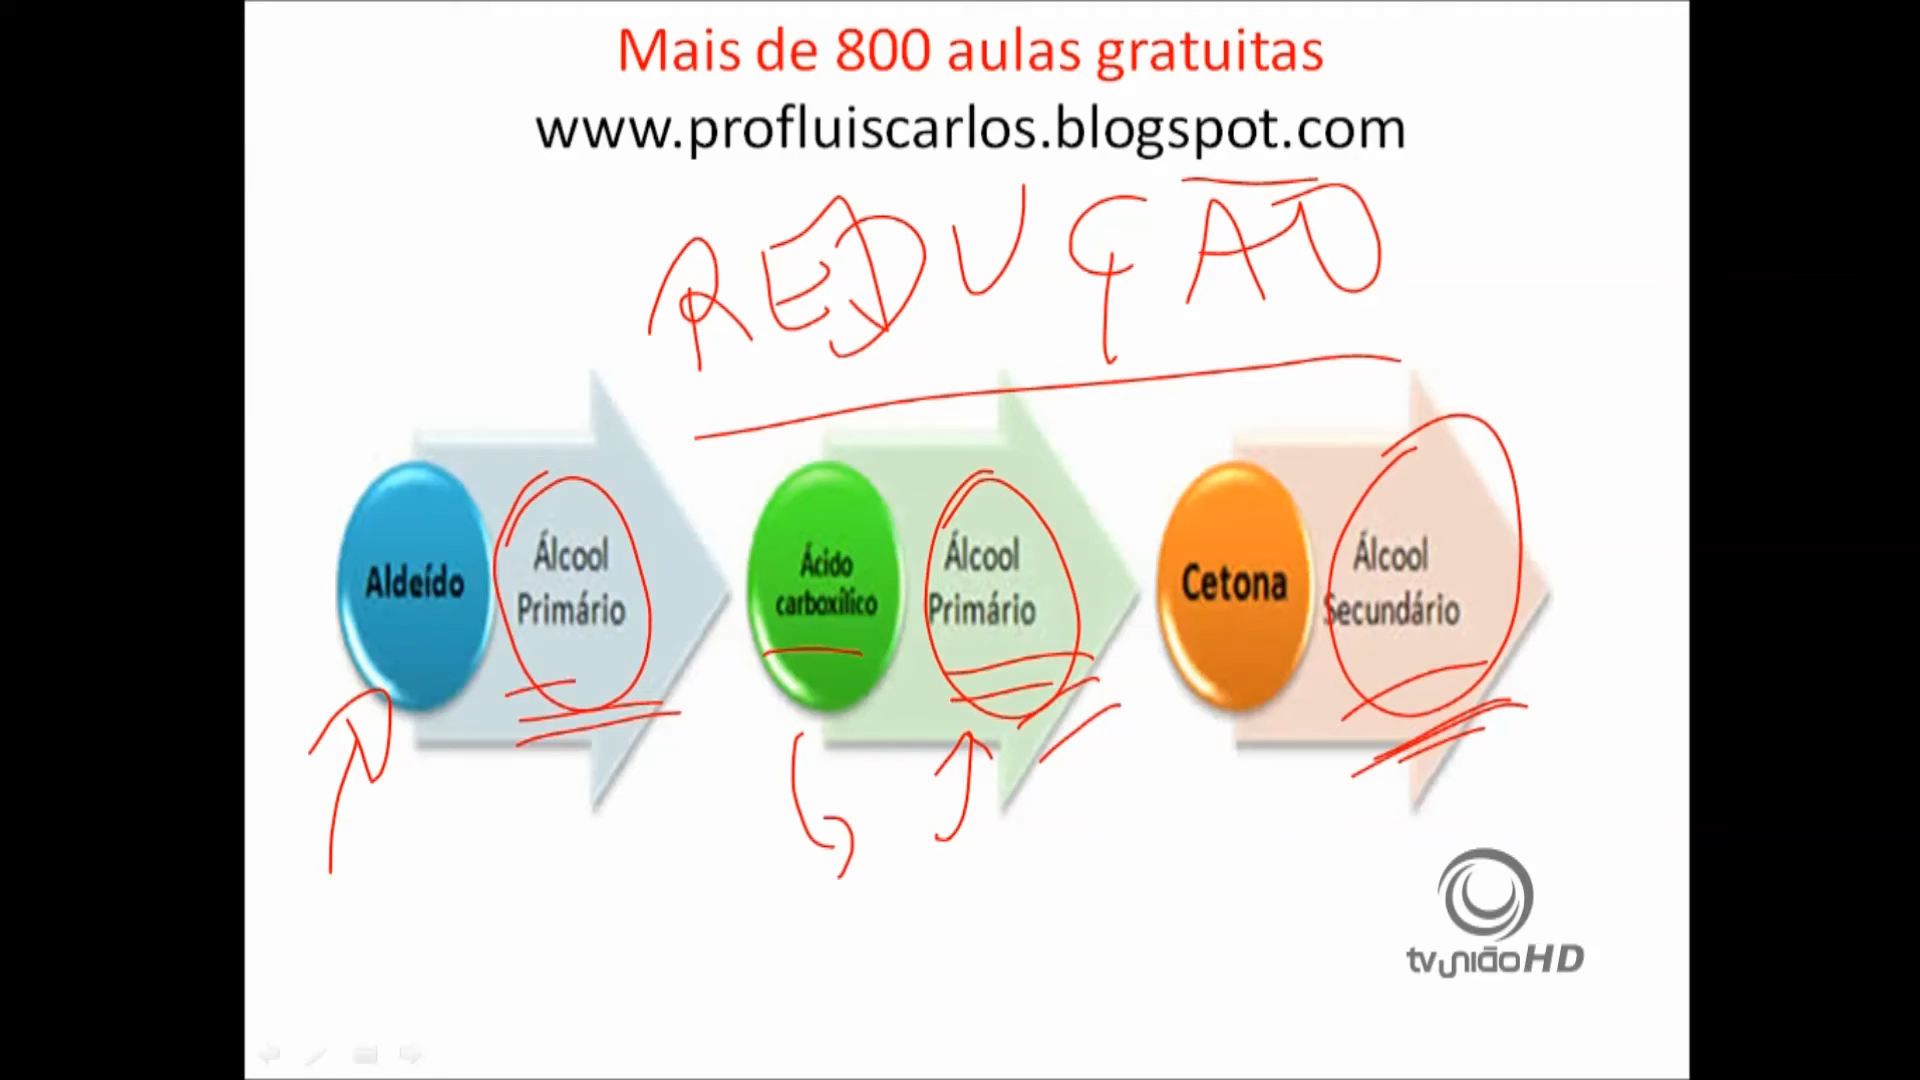 Mais de 800 aulas gratuitas
www.profluiscarlos.blogspot.com
REDUÇÃO
Aldeído
Álcool
Primário
Ácido
carboxílico
Álcool
Primário
Cetona
Álcool
Secundário
tvuniãoHD